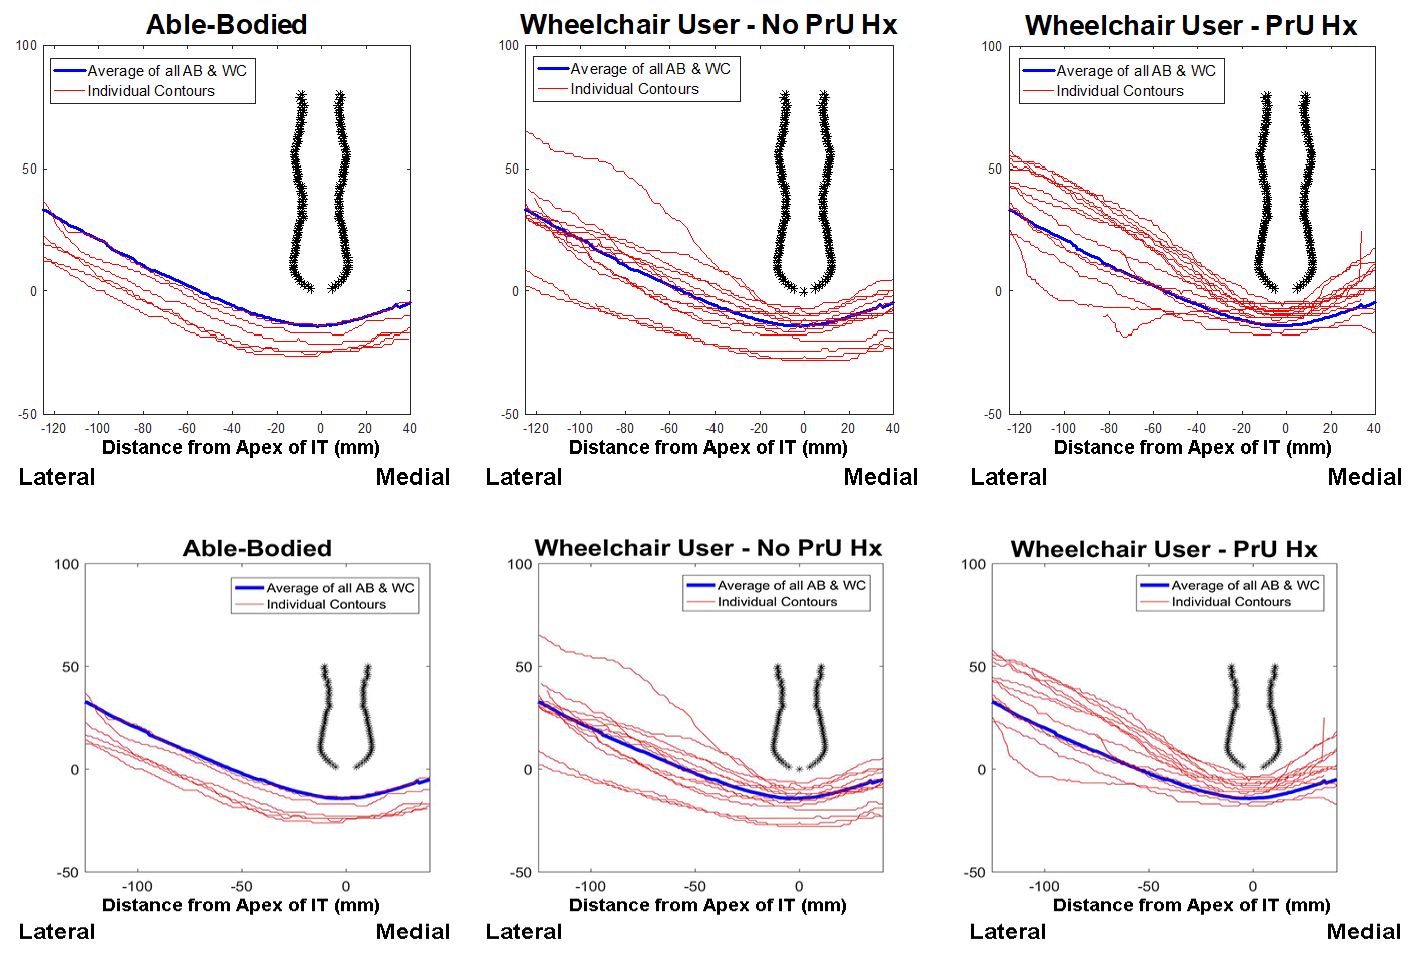 Able-Bodied
Wheelchair User - No PrU Hx
Wheelchair User - PrU Hx
100
Average of all AB & WC
Individual Contours
50
0
-50
-120 -100 -80 -60 -40 -20 0 20 40
Distance from Apex of IT (mm)
Lateral Medial
100
Average of all AB & WC
Individual Contours
50
0
-50
-120 -100 -80 -60 -40 -20 0 20 40
Distance from Apex of IT (mm)
Lateral Medial
100
Average of all AB & WC
Individual Contours
50
0
-50
-120 -100 -80 -60 -40 -20 0 20 40
Distance from Apex of IT (mm)
Lateral Medial
Able-Bodied
Wheelchair User - No PrU Hx
Wheelchair User - PrU Hx
100
Average of all AB & WC
Individual Contours
50
0
-50
-100 -50 0
Distance from Apex of IT (mm)
Lateral Medial
100
Average of all AB & WC
Individual Contours
50
0
-50
-100 -50 0
Distance from Apex of IT (mm)
Lateral
100
Average of all AB & WC
Individual Contours
50
0
-50
-100 -50 0
Distance from Apex of IT (mm)
Lateral Medial